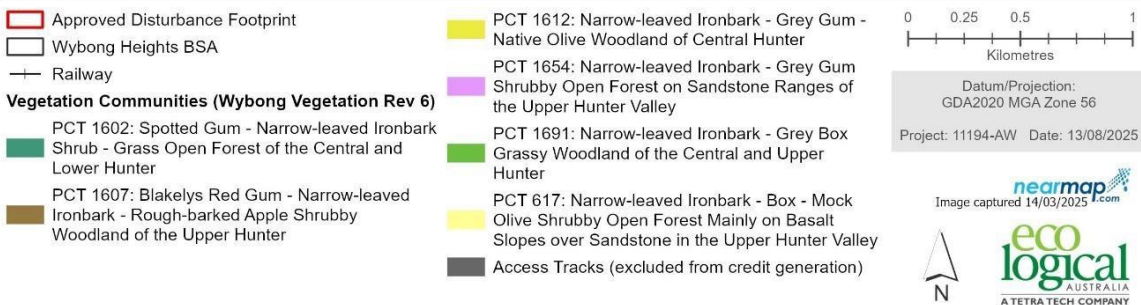 Approved Disturbance Footprint
Wybong Heights BSA
Railway
Vegetation Communities (Wybong Vegetation Rev 6)
PCT 1602: Spotted Gum - Narrow-leaved Ironbark
Shrub - Grass Open Forest of the Central and
Lower Hunter
PCT 1607: Blakelys Red Gum - Narrow-leaved
Ironbark - Rough-barked Apple Shrubby
Woodland of the Upper Hunter
PCT 1612: Narrow-leaved Ironbark - Grey Gum -
Native Olive Woodland of Central Hunter
PCT 1654: Narrow-leaved Ironbark - Grey Gum
Shrubby Open Forest on Sandstone Ranges of
the Upper Hunter Valley
PCT 1691: Narrow-leaved Ironbark - Grey Box
Grassy Woodland of the Central and Upper
Hunter
PCT 617: Narrow-leaved Ironbark - Box - Mock
Olive Shrubby Open Forest Mainly on Basalt
Slopes over Sandstone in the Upper Hunter Valley
Access Tracks (excluded from credit generation)
0 0.25 0.5 1
Kilometres
Datum/Projection:
GDA2020 MGA Zone 56
Project: 11194-AW Date: 13/08/2025
nearmap.com
Image captured 14/03/2025
N
eco
logical
AUSTRALIA
A TETRA TECH COMPANY